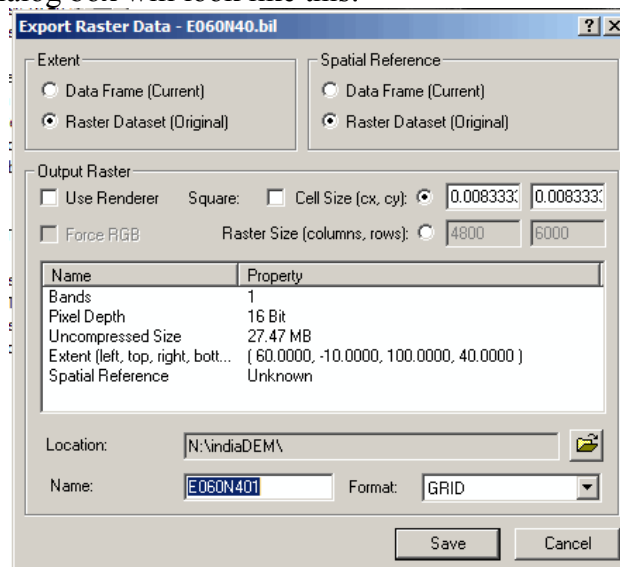 Export Raster Data - E060N40.bil
Extent
Spatial Reference
Data Frame (Current)
Data Frame (Current)
Raster Dataset (Original)
Raster Dataset (Original)
Output Raster
Use Renderer Square: Cell Size (cx, cy): 0.008333 0.008333
Force RGB Raster Size (columns, rows): 4800 6000
Name Property
Bands 1
Pixel Depth 16 Bit
Uncompressed Size 27.47 MB
Extent (left, top, right, bott... ( 60.0000, -10.0000, 100.0000, 40.0000 )
Spatial Reference Unknown
Location: N:\indiaDEM\
Name: E060N401 Format: GRID
Save Cancel